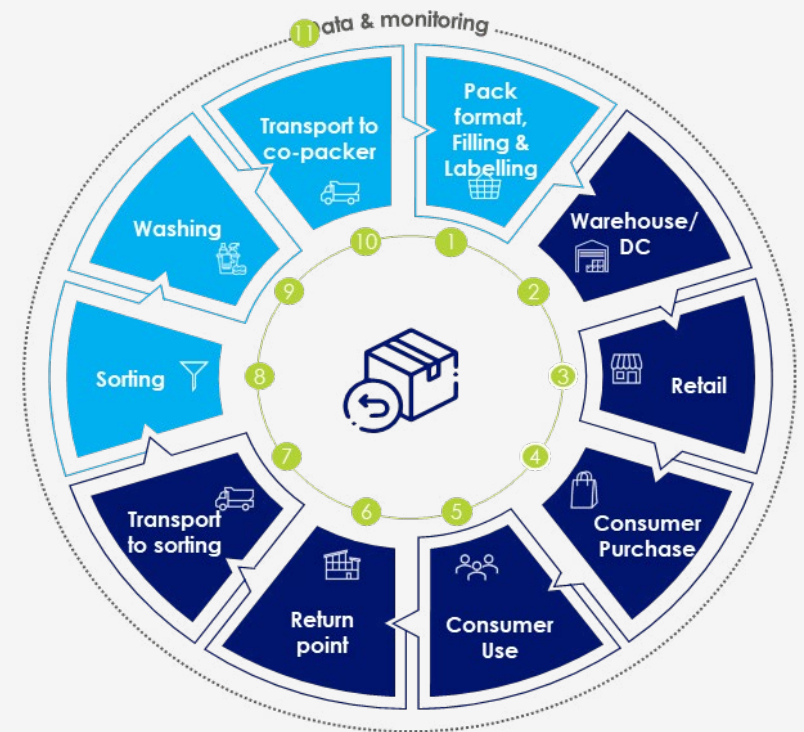 11
Data & monitoring
Pack
format,
Filling &
Labelling
1
Warehouse/
DC
2
Retail
3
Consumer
Purchase
4
Consumer
Use
5
Return
point
6
Transport
to sorting
7
Sorting
8
Washing
9
Transport to
co-packer
10